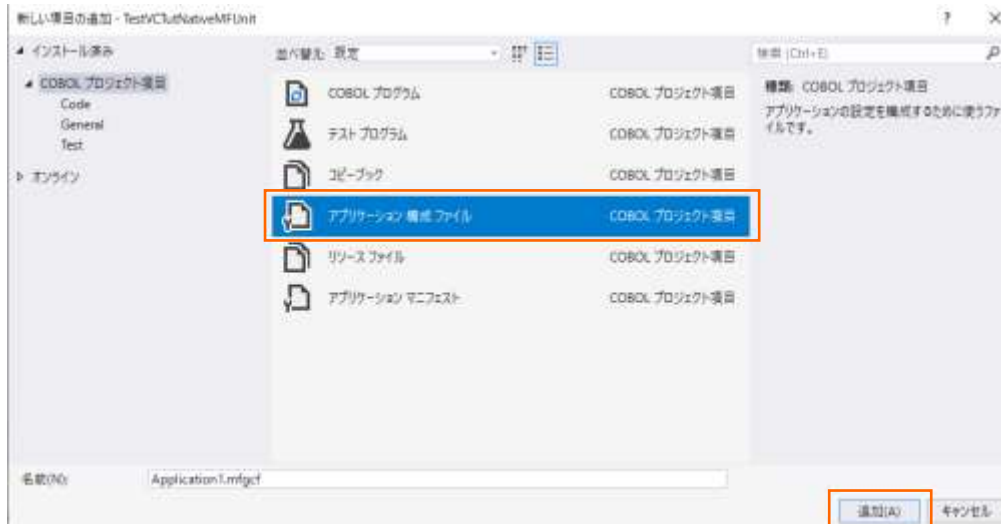 新しい項目の追加 - TestVCTutNativeMFUnit ? ×
インストール済み
並べ替え: 既定
検索 (Ctrl+E)
COBOL プロジェクト項目
Code
General
Test
オンライン
COBOL プログラム COBOL プロジェクト項目
テスト プログラム COBOL プロジェクト項目
コピーブック COBOL プロジェクト項目
アプリケーション 構成 ファイル COBOL プロジェクト項目
リソース ファイル COBOL プロジェクト項目
アプリケーション マニフェスト COBOL プロジェクト項目
種類: COBOL プロジェクト項目
アプリケーションの設定を構成するために使うファ
イルです。
名前(N): Application1.mfgcf
追加(A) キャンセル